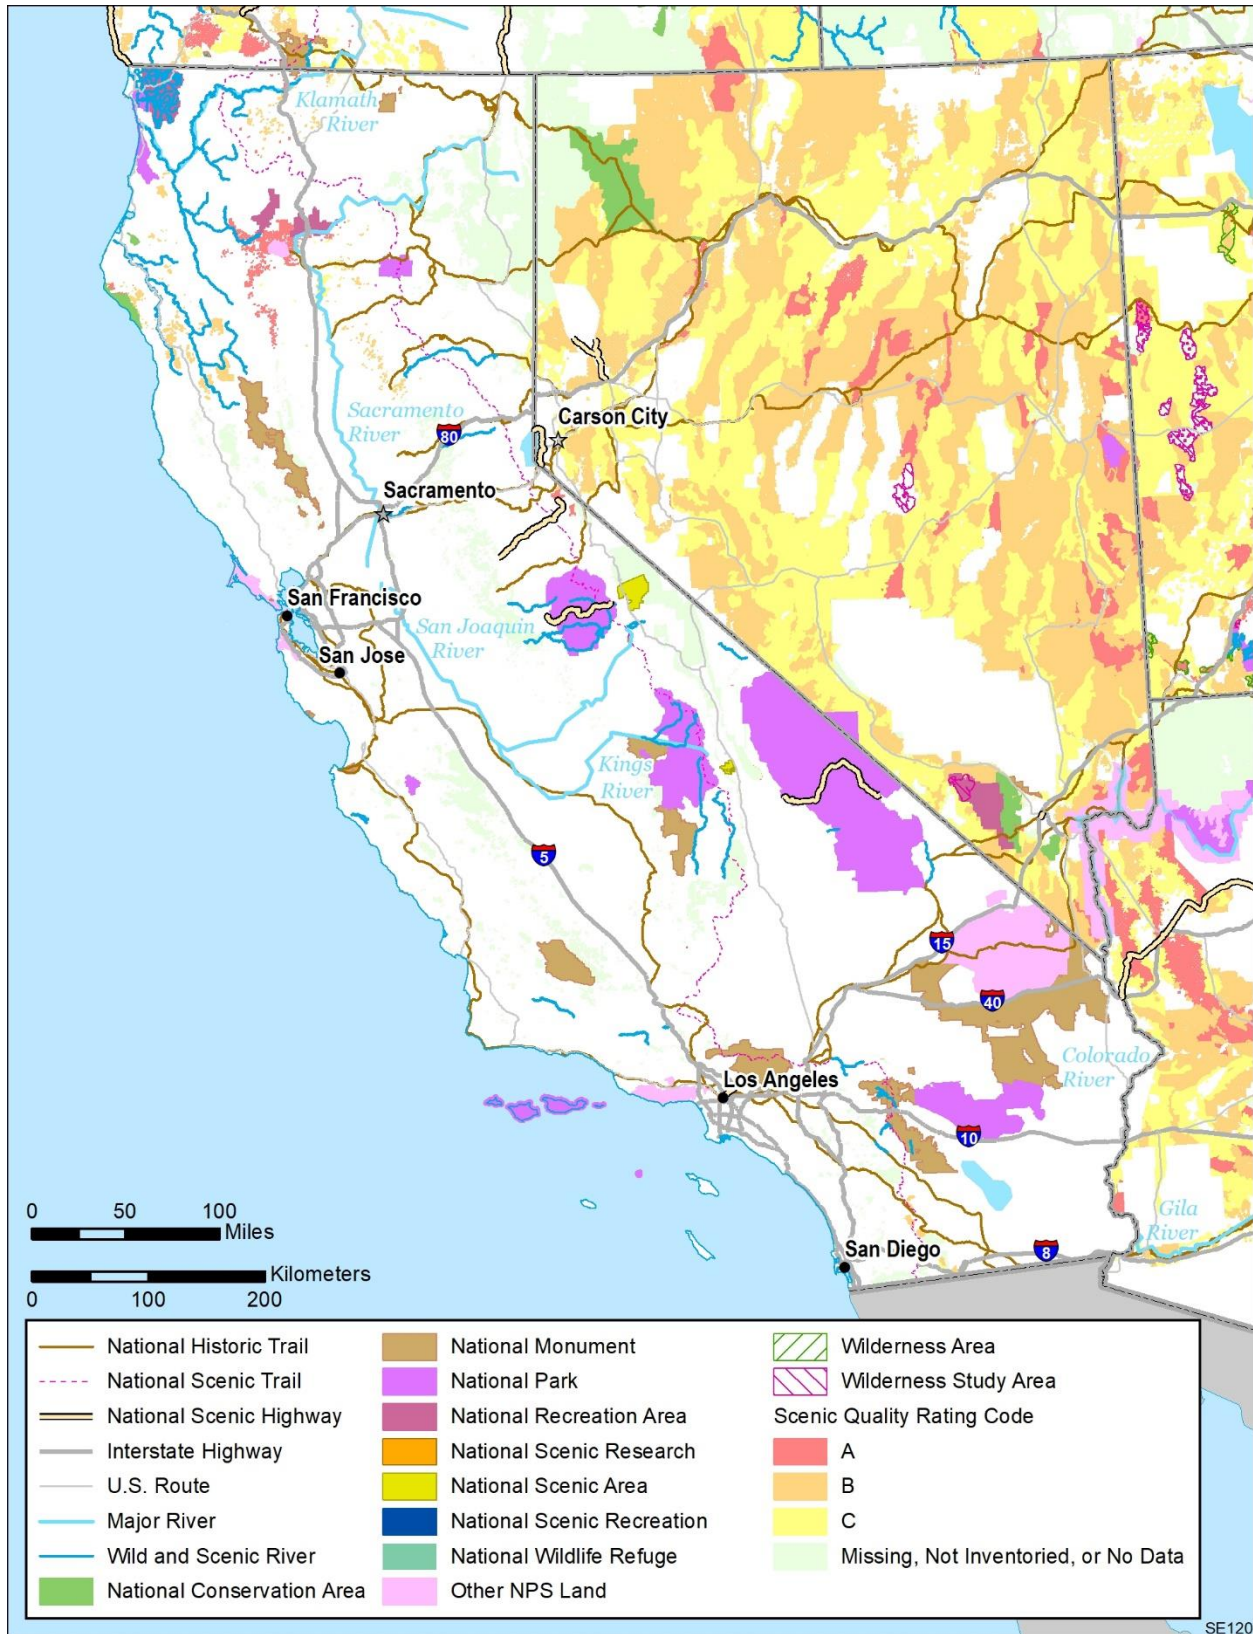 Klamath
River
Sacramento
River
80
Carson City
Sacramento
San Francisco
San Joaquin
River
San Jose
Kings
River
5
15
40
Colorado
River
Los Angeles
10
Gila
River
San Diego
8
0 50 100
Miles
Kilometers
0 100 200
National Historic Trail
National Scenic Trail
National Scenic Highway
Interstate Highway
U.S. Route
Major River
Wild and Scenic River
National Conservation Area
National Monument
National Park
National Recreation Area
National Scenic Research
National Scenic Area
National Scenic Recreation
National Wildlife Refuge
Other NPS Land
Wilderness Area
Wilderness Study Area
Scenic Quality Rating Code
A
B
C
Missing, Not Inventoried, or No Data
SE120